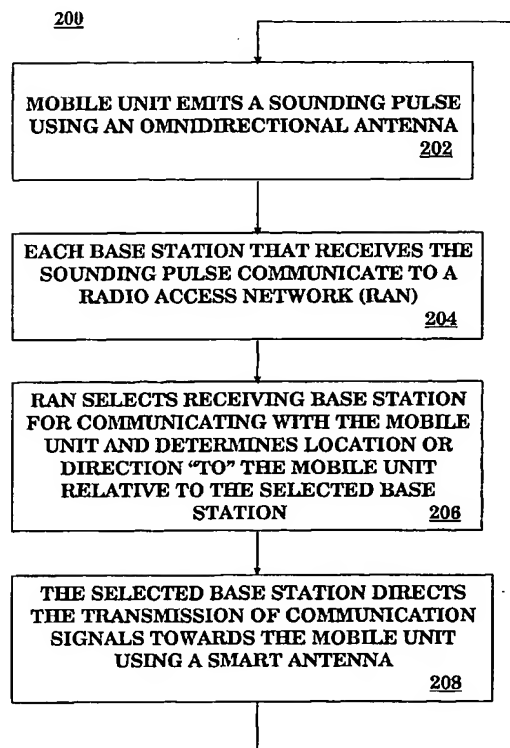 200
MOBILE UNIT EMITS A SOUNDING PULSE
USING AN OMNIDIRECTIONAL ANTENNA
202
EACH BASE STATION THAT RECEIVES THE
SOUNDING PULSE COMMUNICATE TO A
RADIO ACCESS NETWORK (RAN)
204
RAN SELECTS RECEIVING BASE STATION
FOR COMMUNICATING WITH THE MOBILE
UNIT AND DETERMINES LOCATION OR
DIRECTION "TO" THE MOBILE UNIT
RELATIVE TO THE SELECTED BASE
STATION
206
THE SELECTED BASE STATION DIRECTS
THE TRANSMISSION OF COMMUNICATION
SIGNALS TOWARDS THE MOBILE UNIT
USING A SMART ANTENNA
208